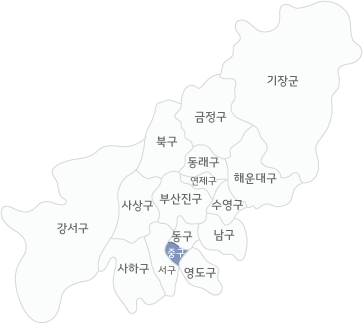 기장군
금정구
북구
동래구
연제구
해운대구
부산진구
사상구
수영구
강서구
동구
남구
중구
사하구
서구
영도구